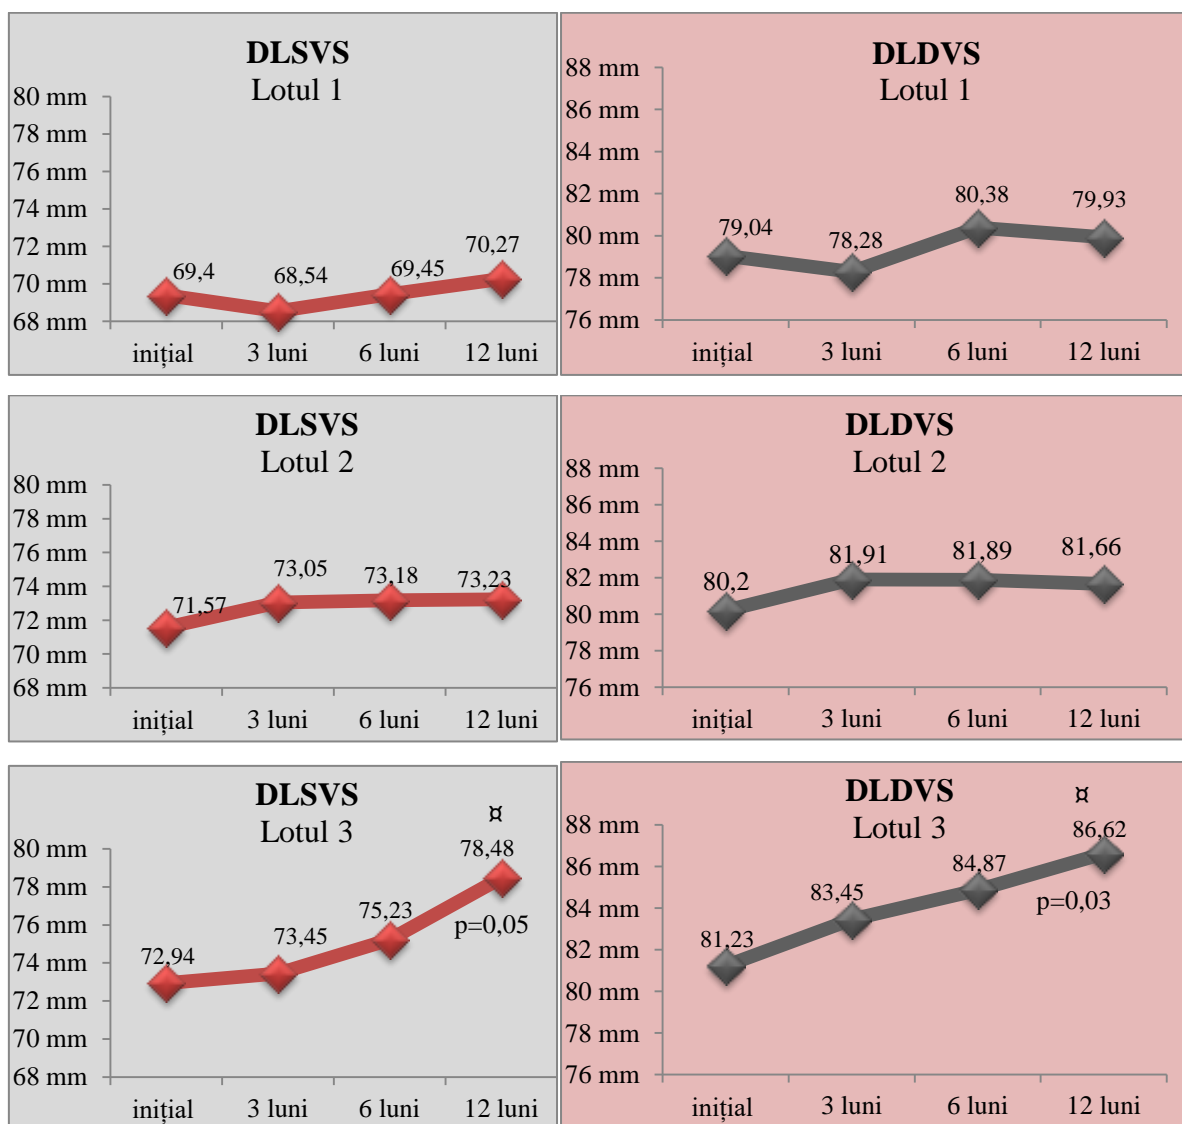 DLSVS
Lotul 1
80 mm
78 mm
76 mm
74 mm
72 mm
70 mm
68 mm
69,4
68,54
69,45
70,27
inițial 3 luni 6 luni 12 luni
DLDVS
Lotul 1
88 mm
86 mm
84 mm
82 mm
80 mm
78 mm
76 mm
79,04
78,28
80,38
79,93
inițial 3 luni 6 luni 12 luni
DLSVS
Lotul 2
80 mm
78 mm
76 mm
74 mm
72 mm
70 mm
68 mm
71,57
73,05
73,18
73,23
inițial 3 luni 6 luni 12 luni
DLDVS
Lotul 2
88 mm
86 mm
84 mm
82 mm
80 mm
78 mm
76 mm
80,2
81,91
81,89
81,66
inițial 3 luni 6 luni 12 luni
DLSVS
Lotul 3
80 mm
78 mm
76 mm
74 mm
72 mm
70 mm
68 mm
72,94
73,45
75,23
¤
78,48
p=0,05
inițial 3 luni 6 luni 12 luni
DLDVS
Lotul 3
88 mm
86 mm
84 mm
82 mm
80 mm
78 mm
76 mm
81,23
83,45
84,87
¤
86,62
p=0,03
inițial 3 luni 6 luni 12 luni